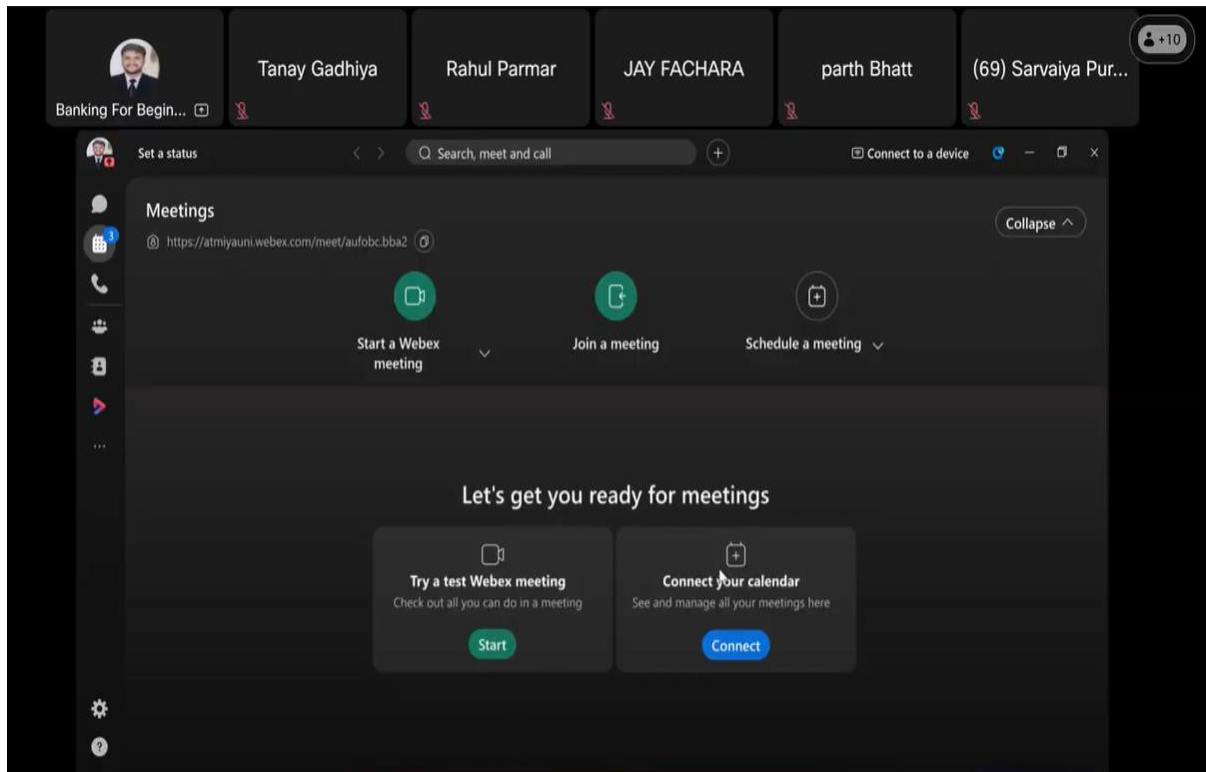 Banking For Begin...
Tanay Gadhiya
Rahul Parmar
JAY FACHARA
parth Bhatt
(69) Sarvaiya Pur...
+10
Set a status
Search, meet and call
Connect to a device
3
Meetings
Collapse
https://atmiyauni.webex.com/meet/aufobc.bba2
Start a Webex
meeting
Join a meeting
Schedule a meeting
Let's get you ready for meetings
Try a test Webex meeting
Check out all you can do in a meeting
Start
Connect your calendar
See and manage all your meetings here
Connect